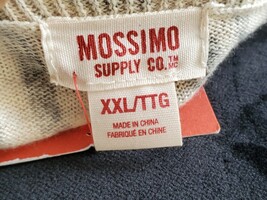 MOSSIMO
SUPPLY CO.™ MC
XXL/TTG
MADE IN CHINA
FABRIQUÉ EN CHINE